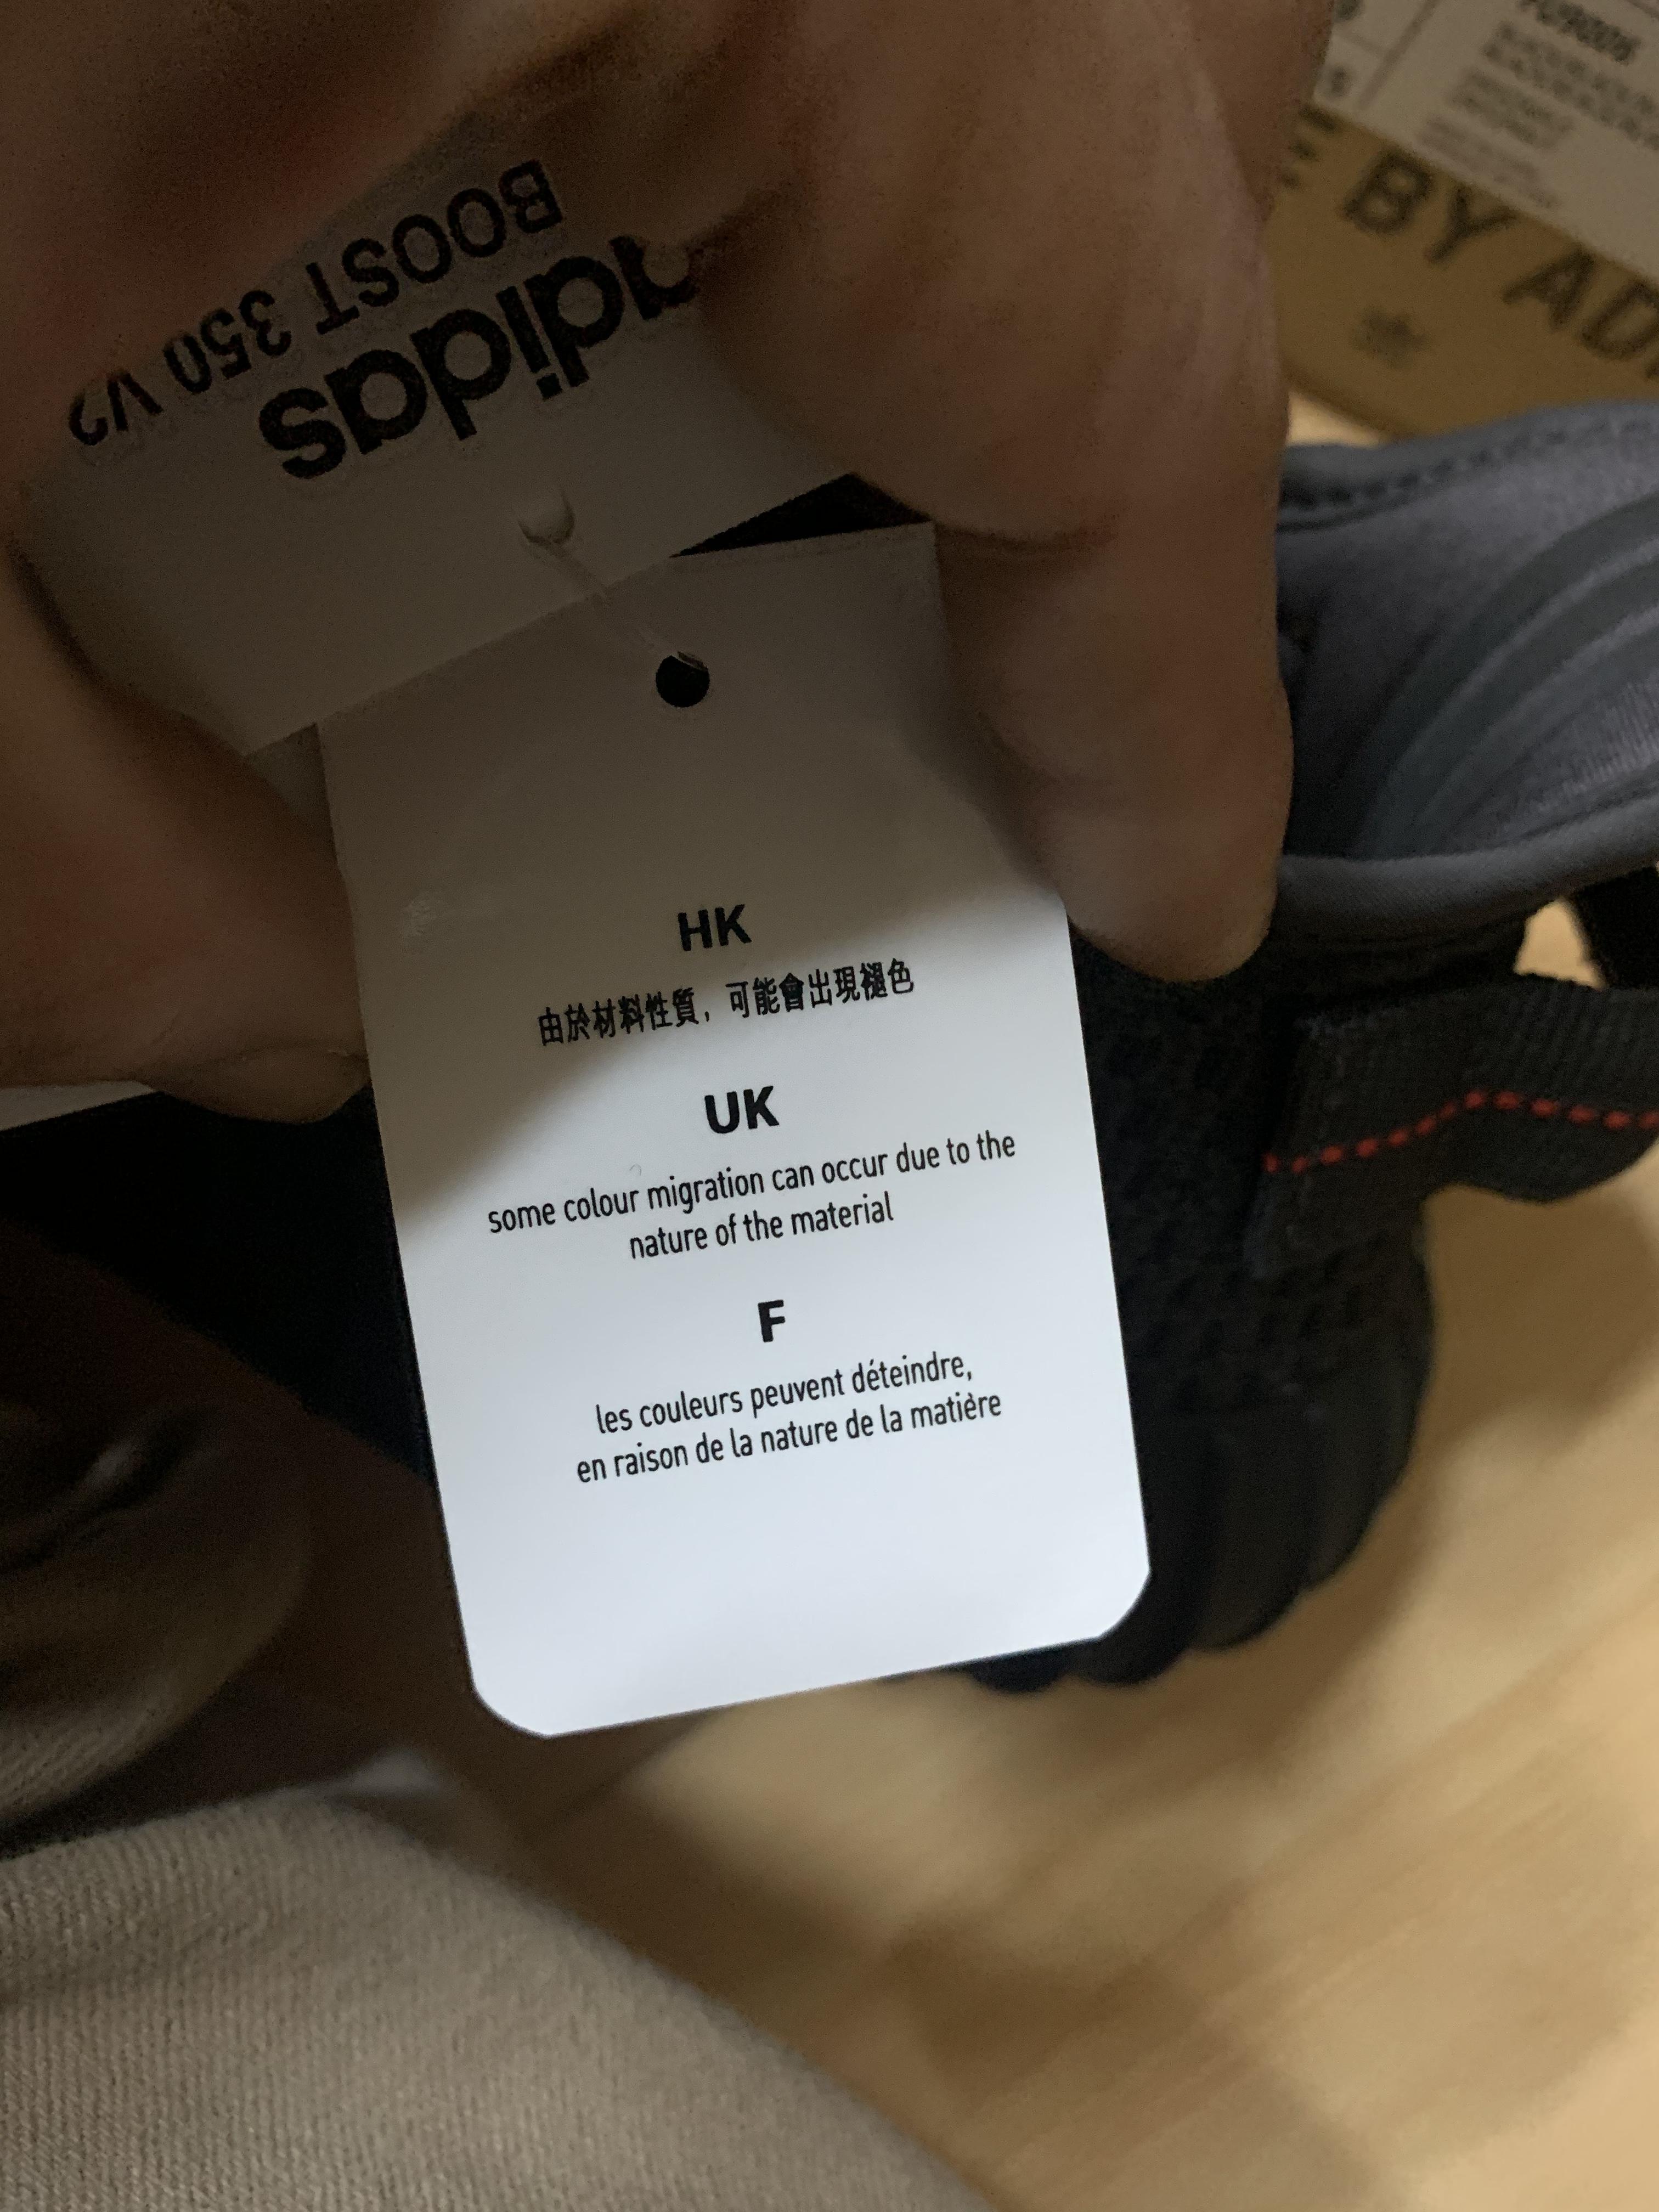 BOOST 350 V2
adidas
BY AD
HK
由於材料性質，可能會出現褪色
UK
some colour migration can occur due to the
nature of the material
F
les couleurs peuvent déteindre,
en raison de la nature de la matière